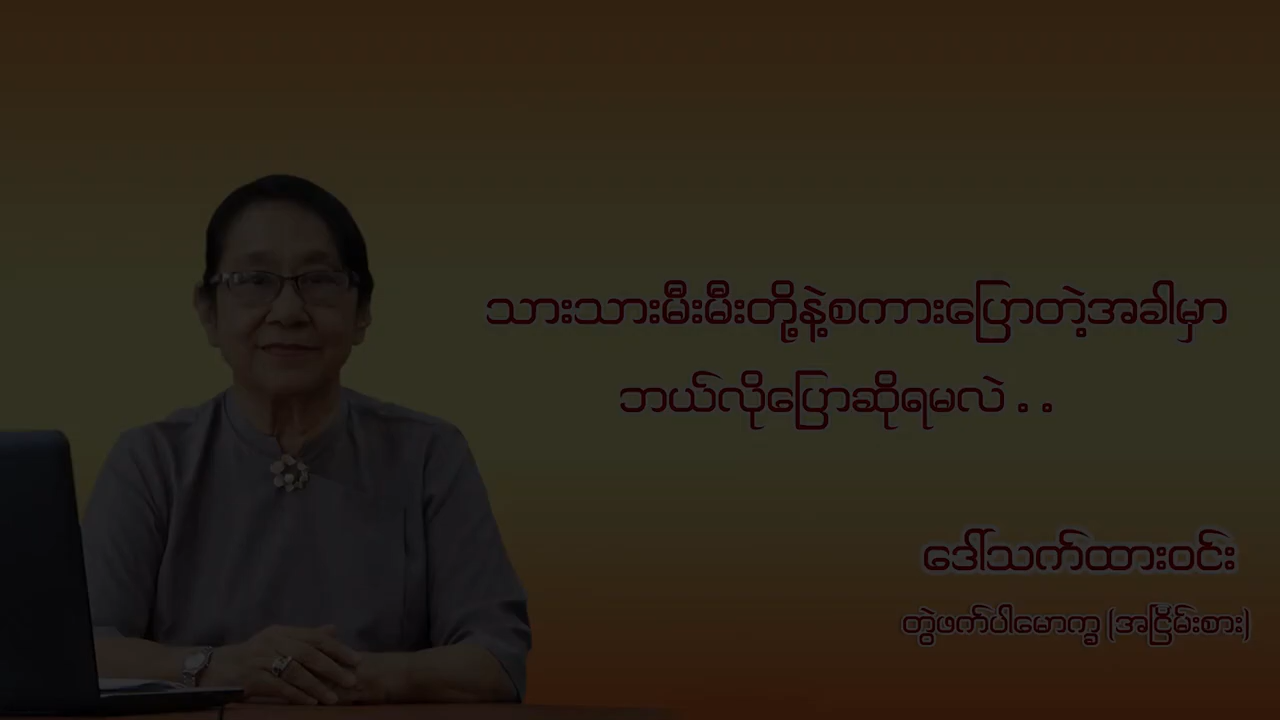 သားသားမီးမီးတို့နဲ့စကားပြောတဲ့အခါမှာ
ဘယ်လိုပြောဆိုရမလဲ . .
ဒေါ်သက်ထားဝင်း
တွဲဖက်ပါမောက္ခ (အငြိမ်းစား)